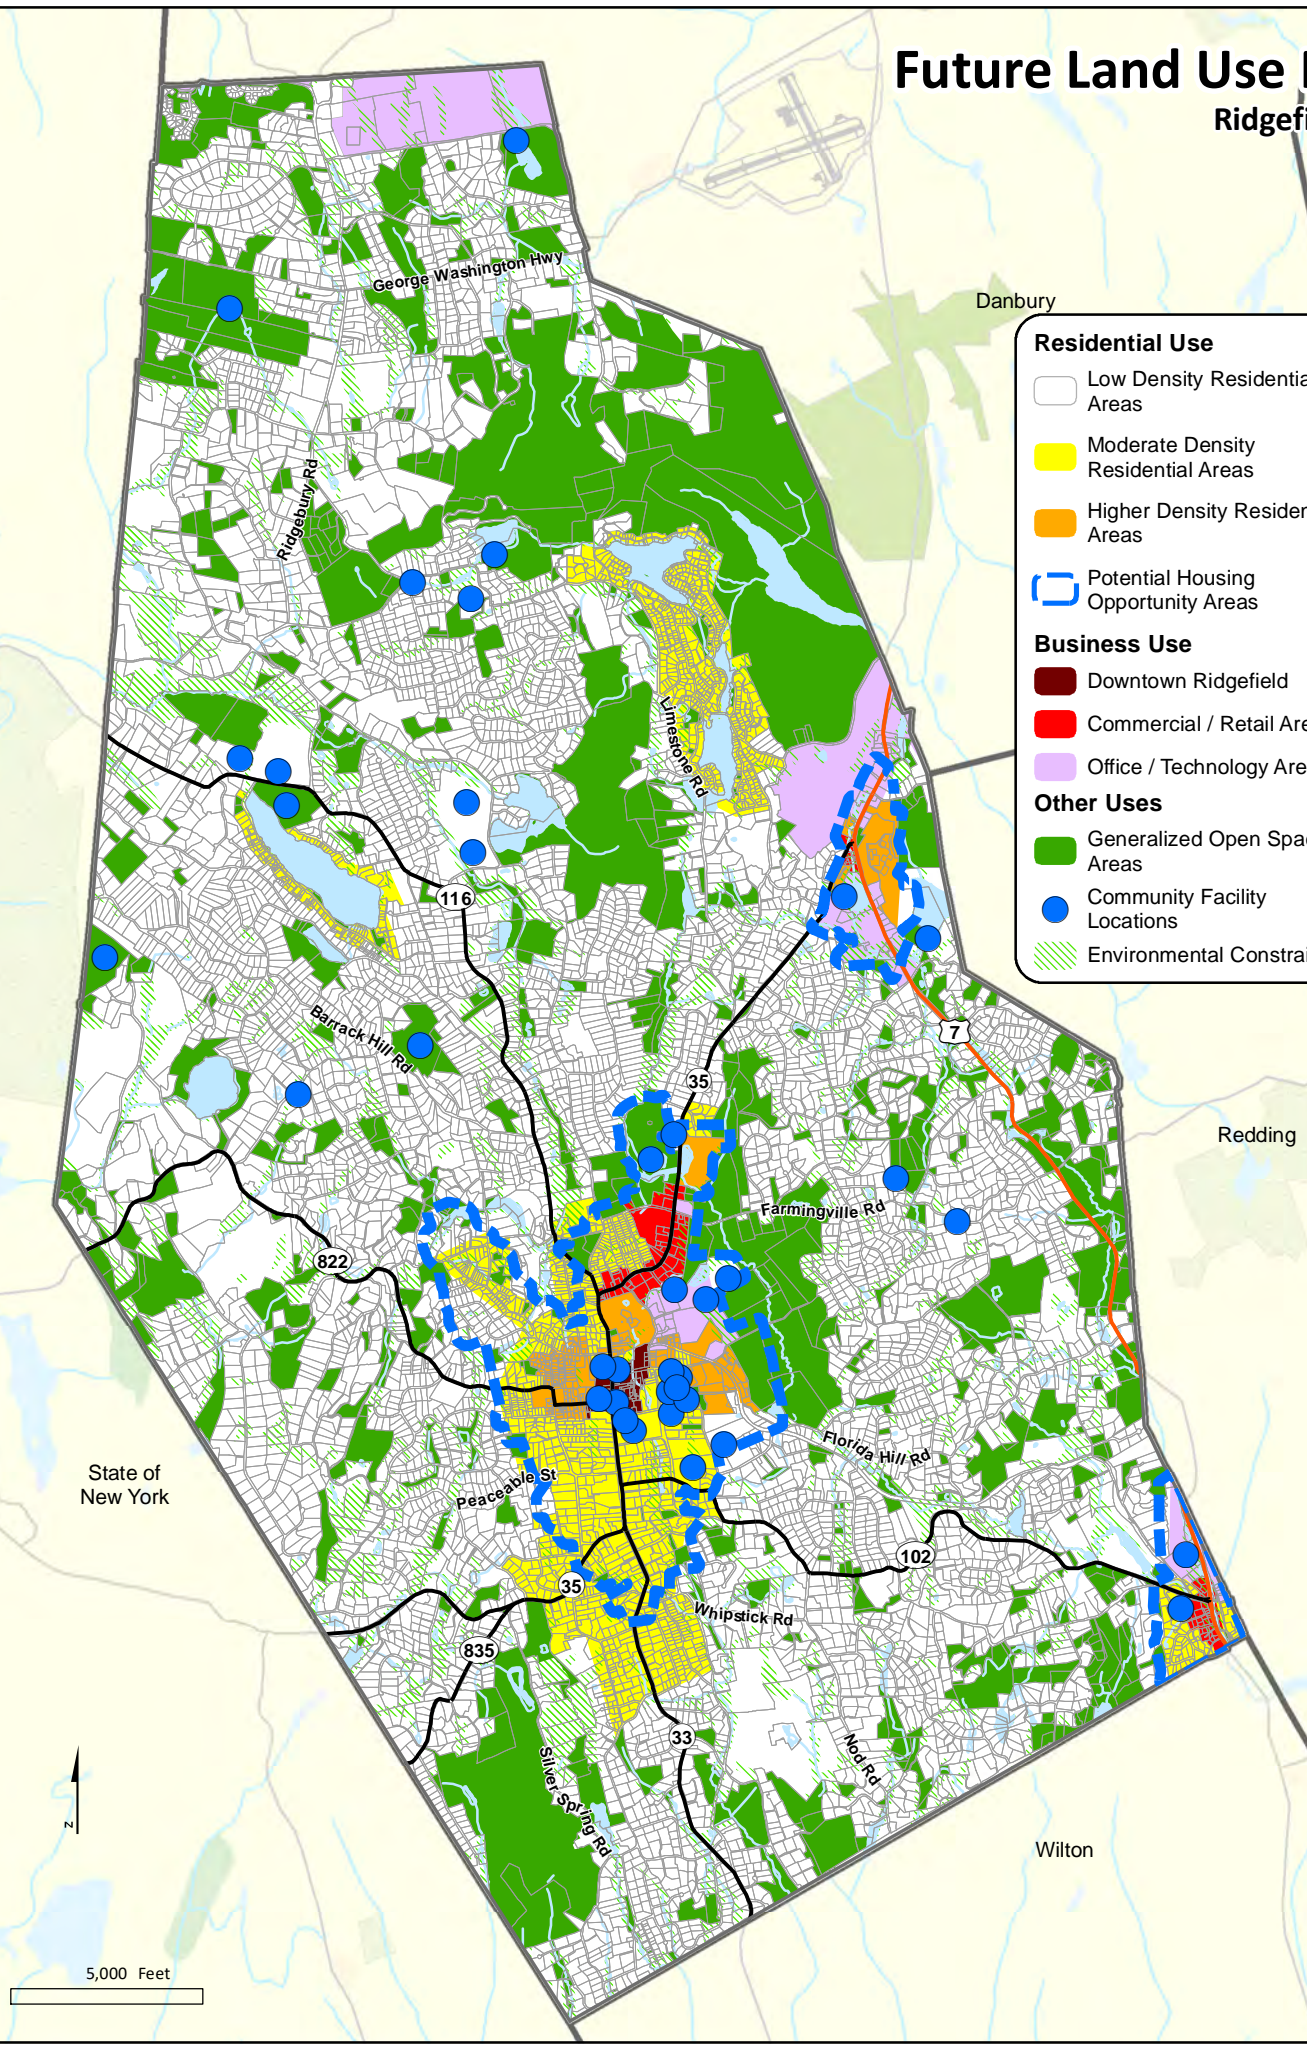 Future Land Use
Ridgefi
Danbury
Residential Use
Low Density Residentia
Areas
Moderate Density
Residential Areas
Higher Density Residen
Areas
Potential Housing
Opportunity Areas
Business Use
Downtown Ridgefield
Commercial / Retail Are
Office / Technology Are
Other Uses
Generalized Open Spac
Areas
Community Facility
Locations
Environmental Constrai
George Washington Hwy
Ridgebury Rd
Limestone Rd
116
Barrack Hill Rd
7
35
Redding
Farmingville Rd
822
Florida Hill Rd
State of
New York
Peaceable St
102
35
Whipstick Rd
835
33
Nod Rd
Silver Spring Rd
Wilton
z
5,000 Feet